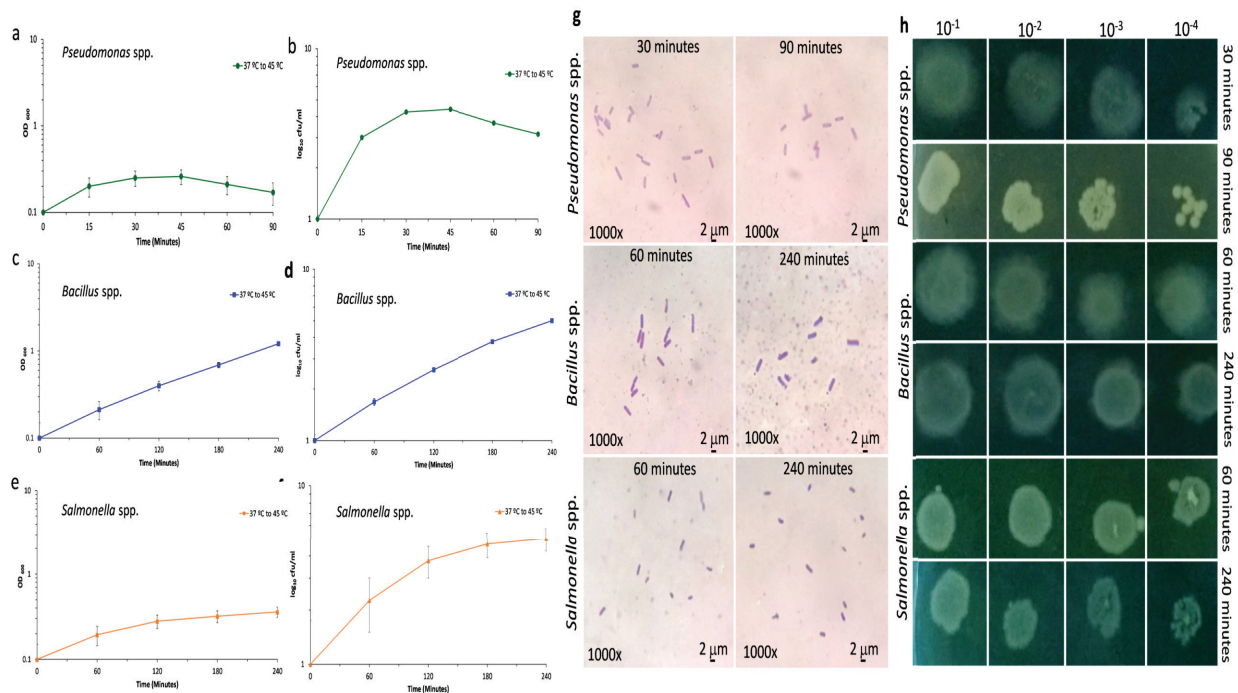 a
Pseudomonas spp.
37 ºC to 45 ºC
OD 600
10
1
0.1
0 15 30 45 60 90
Time (Minutes)
b
Pseudomonas spp.
37 ºC to 45 ºC
log10 cfu/ml
10
1
0 15 30 45 60 90
Time (Minutes)
c
Bacillus spp.
37 ºC to 45 ºC
OD 600
10
1
0.1
0 60 120 180 240
Time (Minutes)
d
Bacillus spp.
37 ºC to 45 ºC
log10 cfu/ml
10
1
0 60 120 180 240
Time (Minutes)
e
Salmonella spp.
37 ºC to 45 ºC
OD 600
10
1
0.1
0 60 120 180 240
Time (Minutes)
Salmonella spp.
37 ºC to 45 ºC
log10 cfu/ml
10
1
0 60 120 180 240
Time (Minutes)
g
30 minutes 90 minutes
Pseudomonas spp.
1000x 2 μm 1000x 2 μm
60 minutes 240 minutes
Bacillus spp.
1000x 2 μm 1000x 2 μm
60 minutes 240 minutes
Salmonella spp.
1000x 2 μm 1000x 2 μm
h
10-1 10-2 10-3 10-4
Pseudomonas spp.
30 minutes
90 minutes
Bacillus spp.
60 minutes
240 minutes
Salmonella spp.
60 minutes
240 minutes